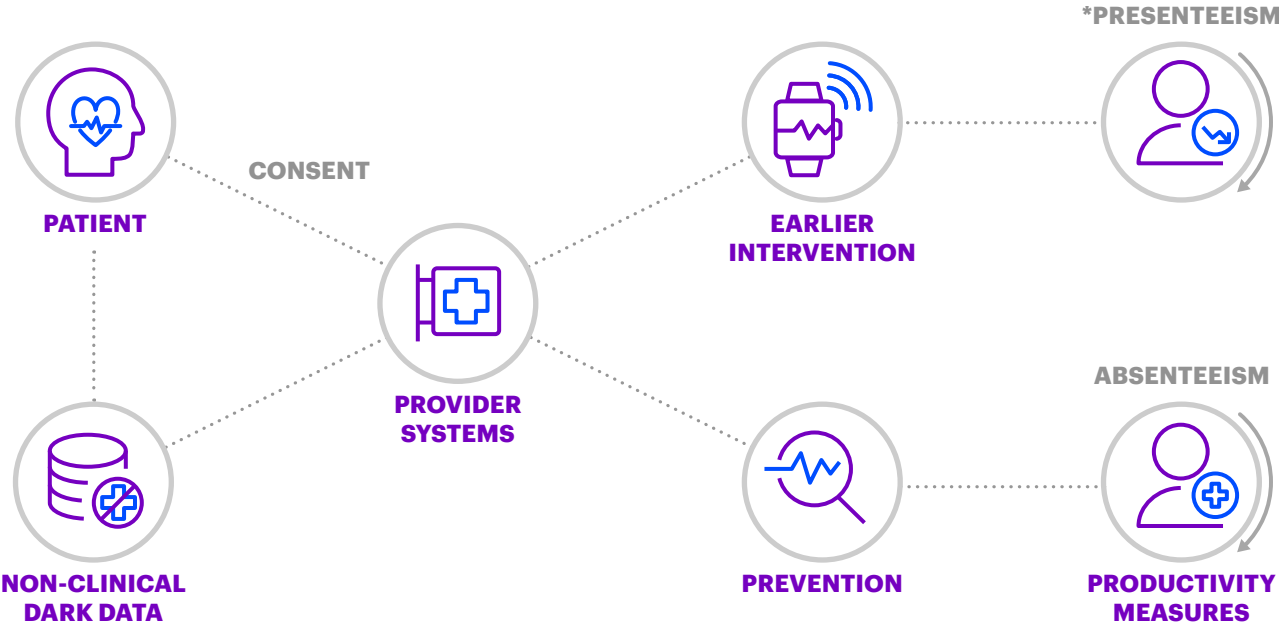 *PRESENTEEISM
CONSENT
PATIENT
EARLIER
INTERVENTION
PROVIDER
SYSTEMS
ABSENTEEISM
NON-CLINICAL
DARK DATA
PREVENTION
PRODUCTIVITY
MEASURES